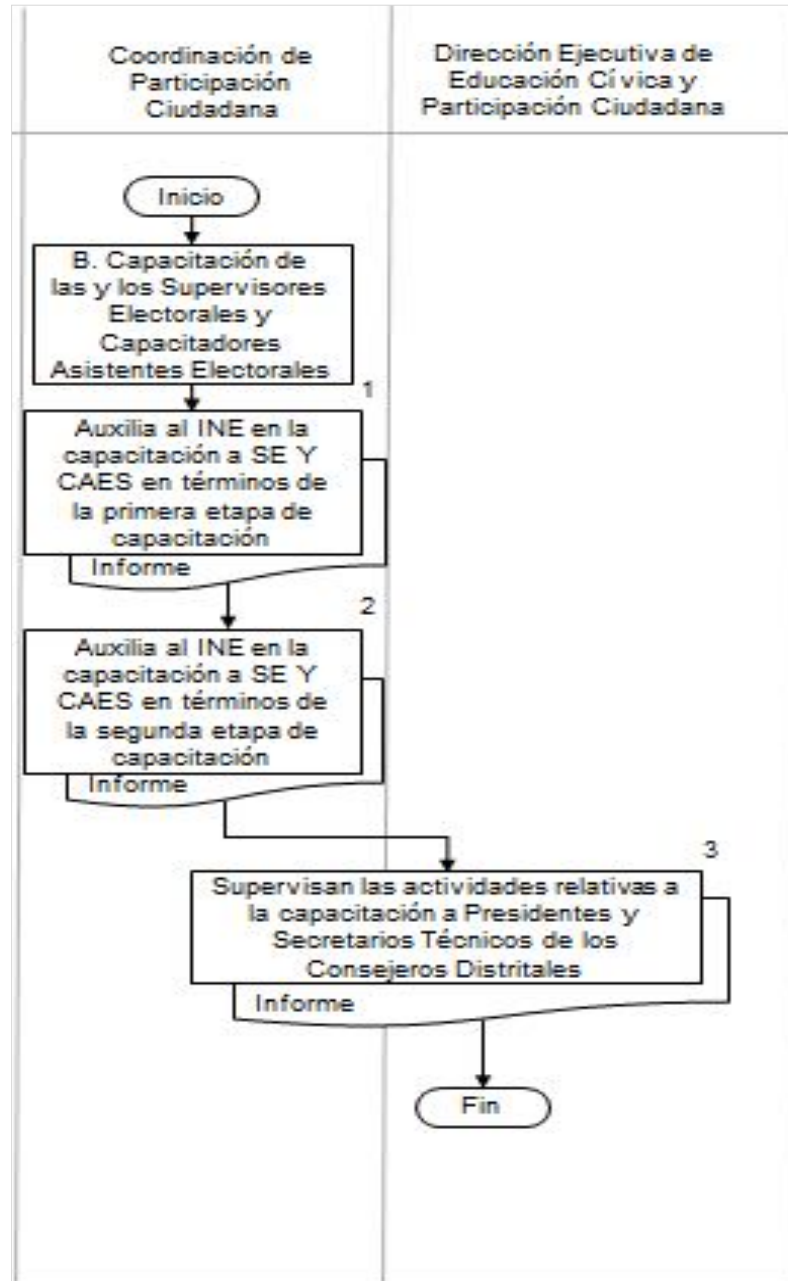 Coordinación de
Participación
Ciudadana
Dirección Ejecutiva de
Educación Cívica y
Participación Ciudadana
Inicio
B. Capacitación de
las y los Supervisores
Electorales y
Capacitadores
Asistentes Electorales
1
Auxilia al INE en la
capacitación a SE Y
CAES en términos de
la primera etapa de
capacitación
Informe
2
Auxilia al INE en la
capacitación a SE Y
CAES en términos de
la segunda etapa de
capacitación
Informe
3
Supervisan las actividades relativas a
la capacitación a Presidentes y
Secretarios Técnicos de los
Consejeros Distritales
Informe
Fin